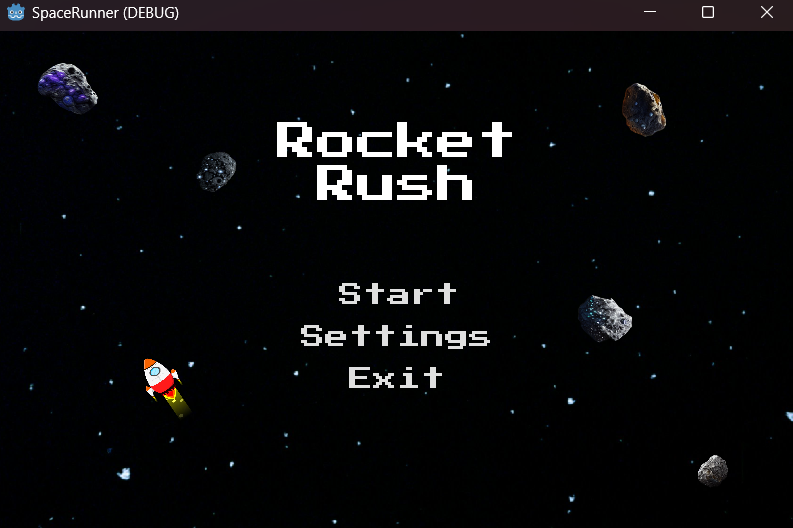 SpaceRunner (DEBUG)
Rocket
Rush
Start
Settings
Exit